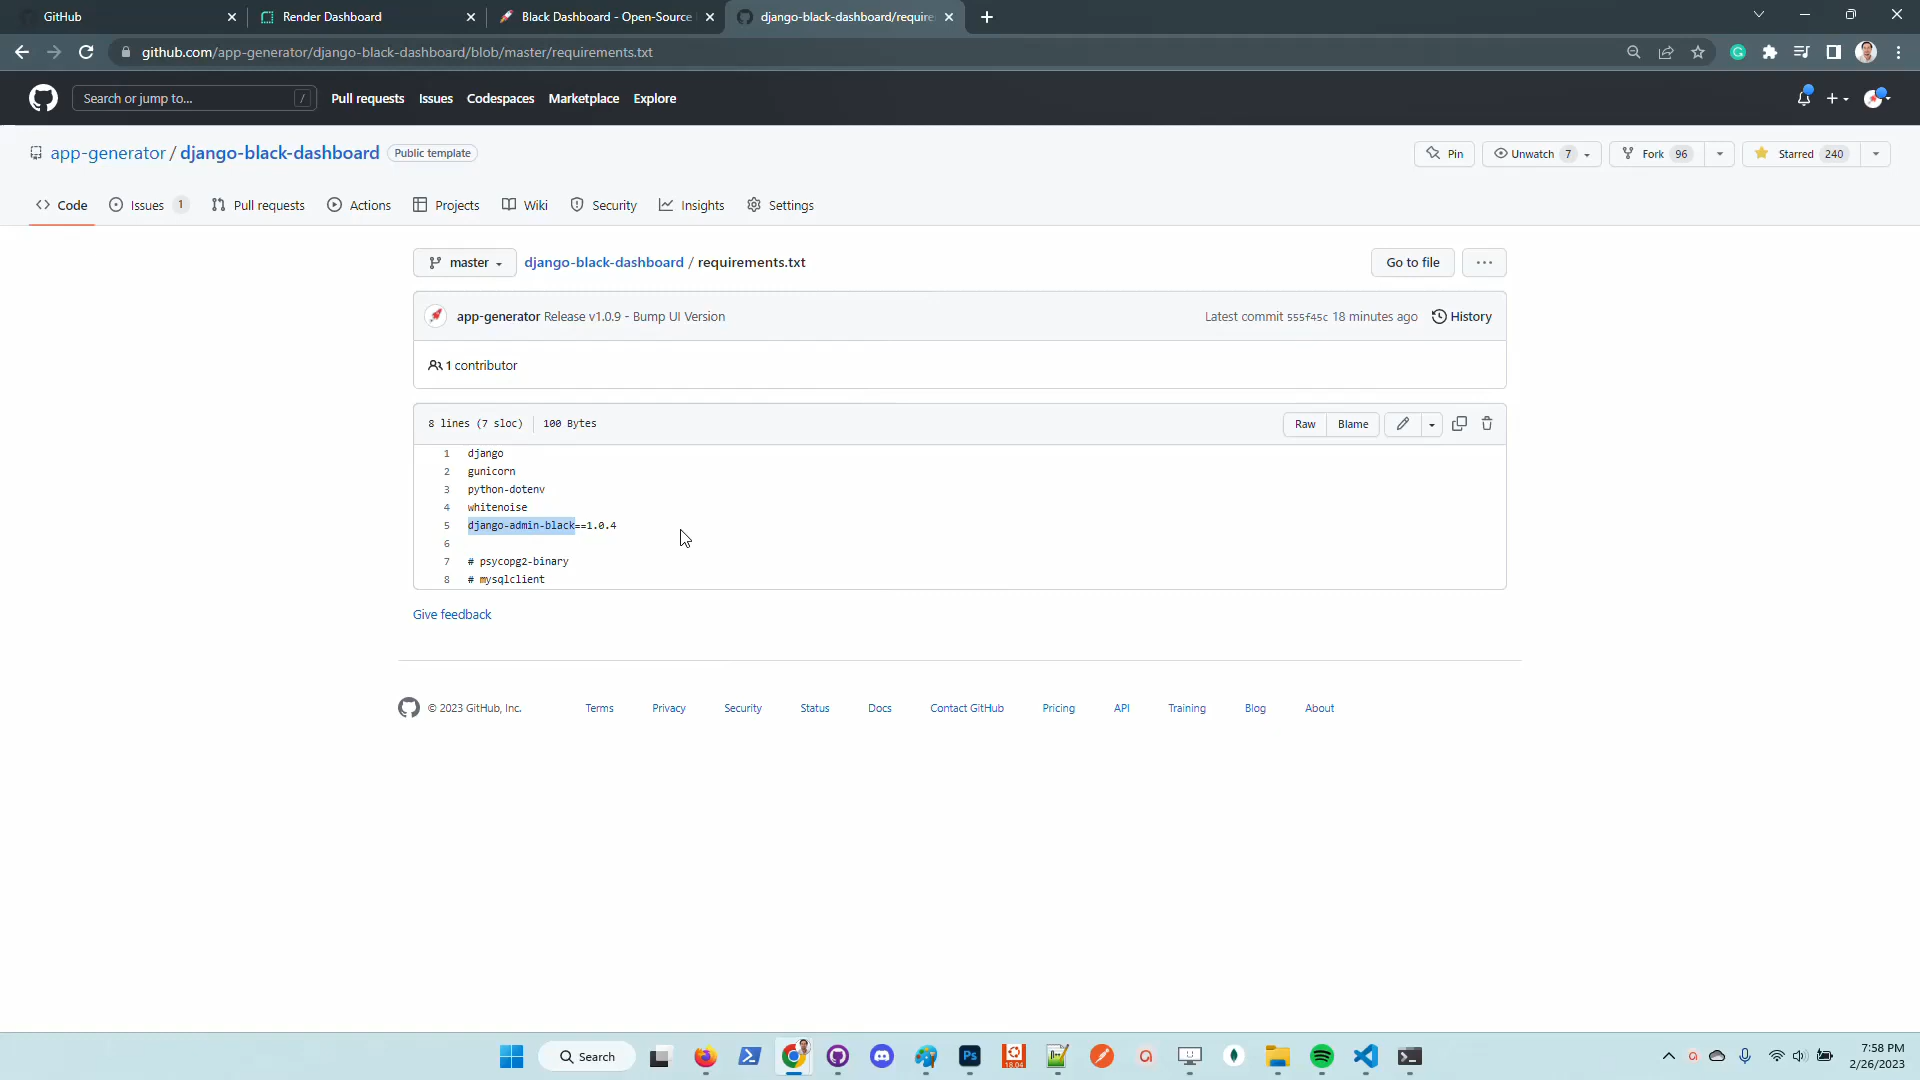 GitHub
Render Dashboard
Black Dashboard - Open-Source
django-black-dashboard/require
github.com/app-generator/django-black-dashboard/blob/master/requirements.txt
Search or jump to... /
Pull requests Issues Codespaces Marketplace Explore
app-generator / django-black-dashboard Public template
Pin
Unwatch 7
Fork 96
Starred 240
Code
Issues 1
Pull requests
Actions
Projects
Wiki
Security
Insights
Settings
master
django-black-dashboard / requirements.txt
Go to file
app-generator Release v1.0.9 - Bump UI Version
Latest commit 555f45c 18 minutes ago
History
1 contributor
8 lines (7 sloc) 100 Bytes
Raw Blame
1 django
2 gunicorn
3 python-dotenv
4 whitenoise
5 django-admin-black==1.0.4
6
7 # psycopg2-binary
8 # mysqlclient
Give feedback
© 2023 GitHub, Inc. Terms Privacy Security Status Docs Contact GitHub Pricing API Training Blog About
Search
Ps
18.04
7:58 PM
2/26/2023